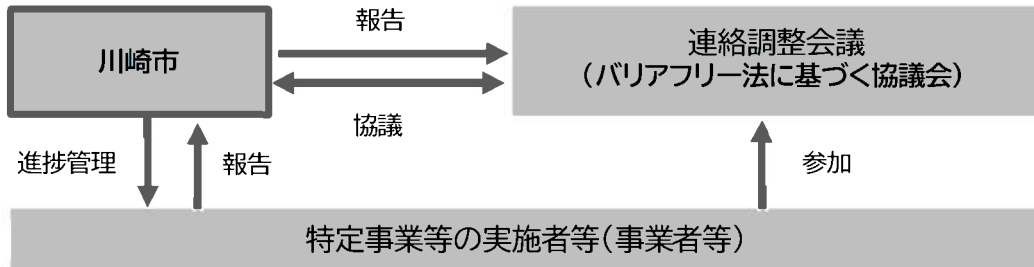 報告
川崎市
連絡調整会議
（バリアフリー法に基づく協議会）
協議
進捗管理
報告
参加
特定事業等の実施者等（事業者等）